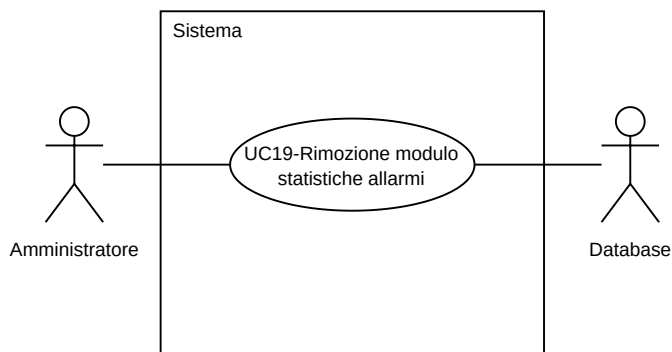 Sistema
UC19-Rimozione modulo
statistiche allarmi
Amministratore
Database